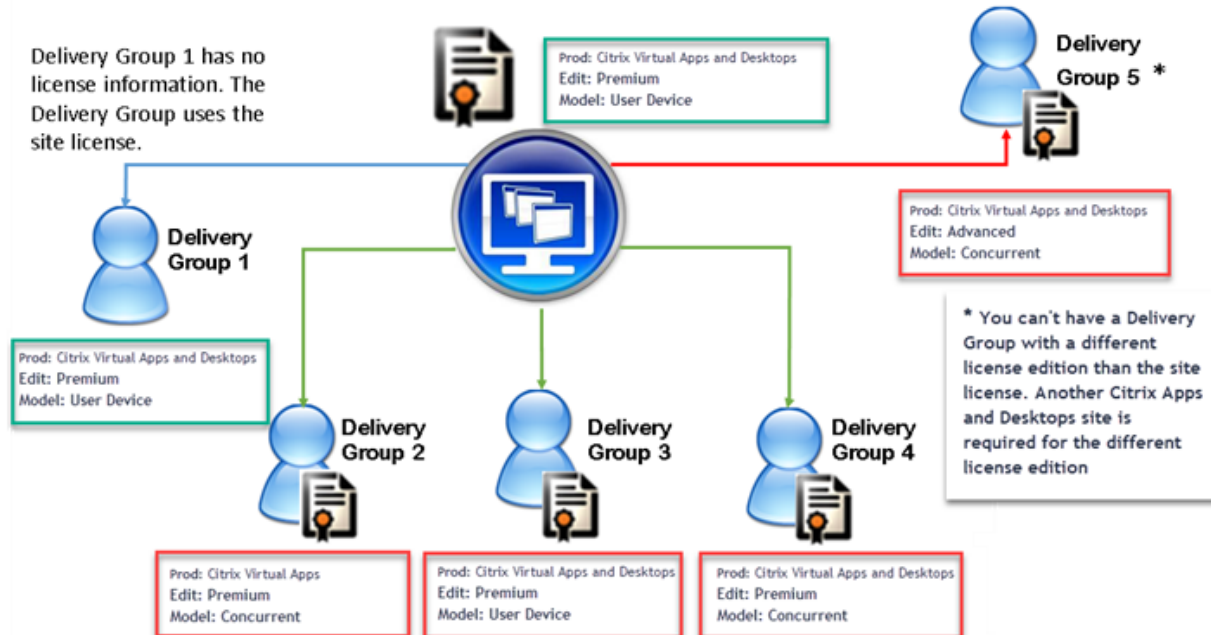 Delivery Group 1 has no
license information. The
Delivery Group uses the
site license.
Prod: Citrix Virtual Apps and Desktops
Edit: Premium
Model: User Device
Delivery
Group 5 *
Prod: Citrix Virtual Apps and Desktops
Edit: Advanced
Model: Concurrent
Delivery
Group 1
Prod: Citrix Virtual Apps and Desktops
Edit: Premium
Model: User Device
* You can't have a Delivery
Group with a different
license edition than the site
license. Another Citrix Apps
and Desktops site is
required for the different
license edition
Delivery
Group 2
Delivery
Group 3
Delivery
Group 4
Prod: Citrix Virtual Apps
Edit: Premium
Model: Concurrent
Prod: Citrix Virtual Apps and Desktops
Edit: Premium
Model: User Device
Prod: Citrix Virtual Apps and Desktops
Edit: Premium
Model: Concurrent